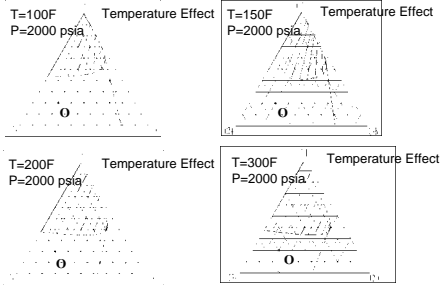 T=100F Temperature Effect
P=2000 psia
O
T=150F Temperature Effect
P=2000 psia
O
T=200F Temperature Effect
P=2000 psia
O
T=300F Temperature Effect
P=2000 psia
O